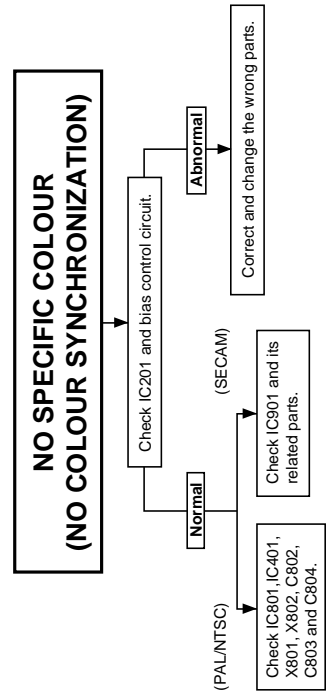 NO SPECIFIC COLOUR
(NO COLOUR SYNCHRONIZATION)
Check IC201 and bias control circuit.
Normal
Abnormal
(PAL/NTSC)
(SECAM)
Check IC801,IC401,
X801, X802, C802,
C803 and C804.
Check IC901 and its
related parts.
Correct and change the wrong parts.